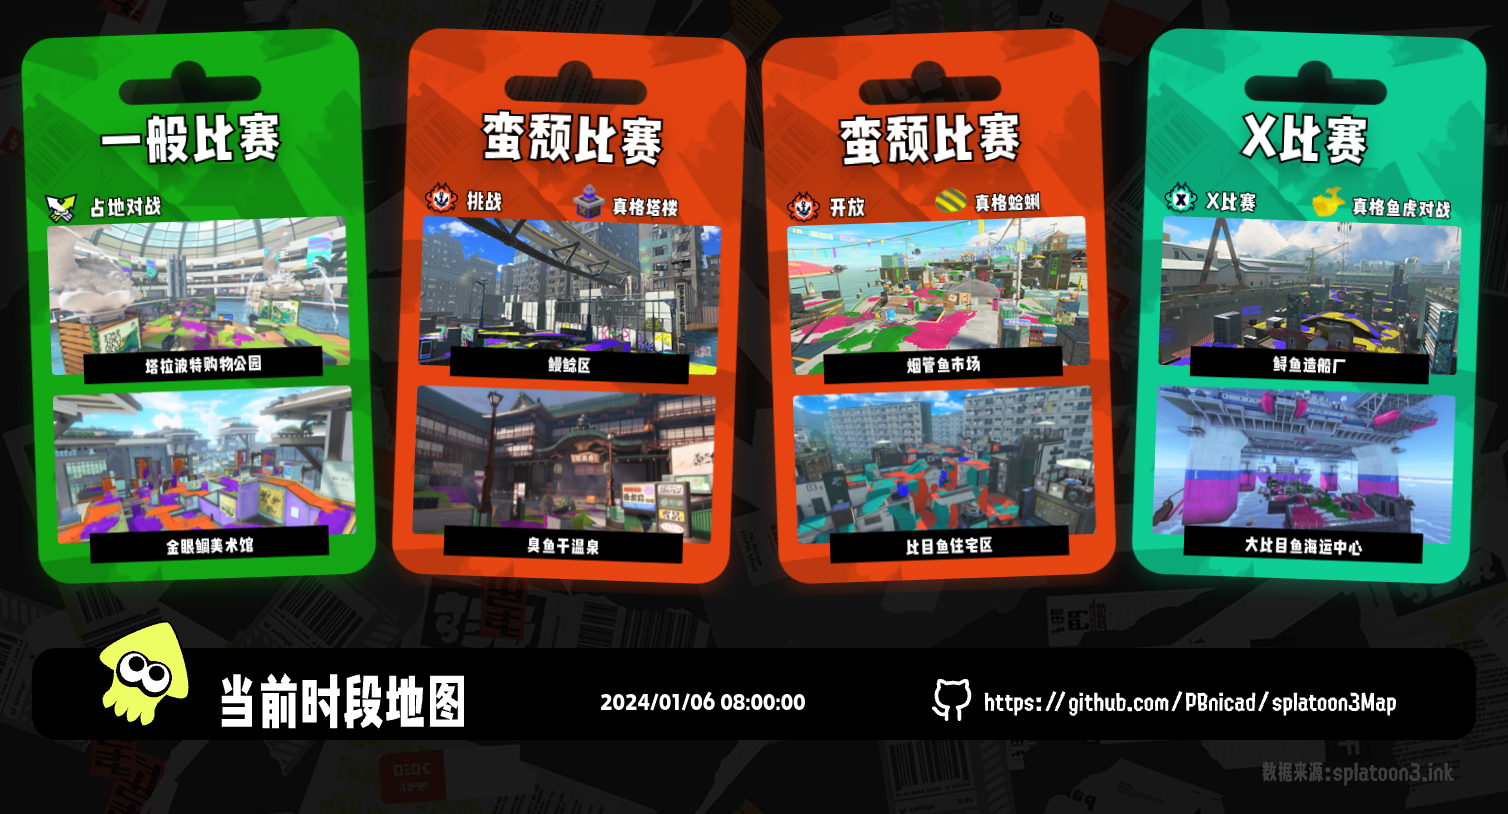 一般比赛
占地对战
塔拉波特购物公园
金眼鲷美术馆
蛮颓比赛
挑战
真格塔楼
鳗鲶区
臭鱼干温泉
蛮颓比赛
开放
真格蛤蜊
烟管鱼市场
比目鱼住宅区
X比赛
X比赛
真格鱼虎对战
鲟鱼造船厂
大比目鱼海运中心
当前时段地图
2024/01/06 08:00:00
https://github.com/PBnicad/splatoon3Map
数据来源:splatoon3.ink